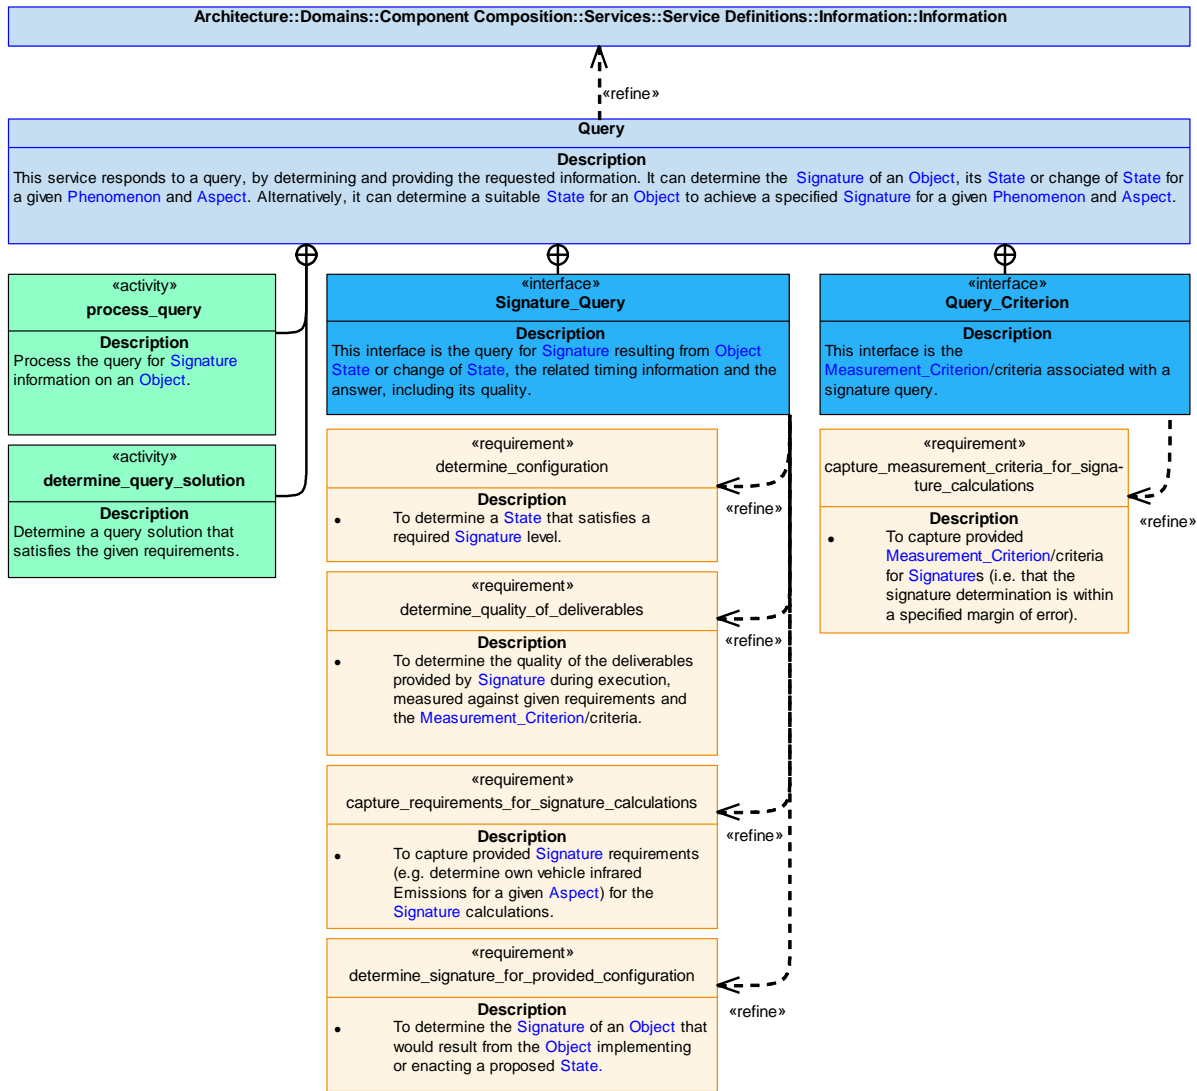 Architecture::Domains::Component Composition::Services::Service Definitions::Information::Information
«refine»
Query
Description
This service responds to a query, by determining and providing the requested information. It can determine the Signature of an Object, its State or change of State for
a given Phenomenon and Aspect. Alternatively, it can determine a suitable State for an Object to achieve a specified Signature for a given Phenomenon and Aspect.
«activity»
process_query
Description
Process the query for Signature
information on an Object.
«activity»
determine_query_solution
Description
Determine a query solution that
satisfies the given requirements.
«interface»
Signature_Query
Description
This interface is the query for Signature resulting from Object
State or change of State, the related timing information and the
answer, including its quality.
«requirement»
determine_configuration
Description
• To determine a State that satisfies a
required Signature level.
«refine»
«requirement»
determine_quality_of_deliverables
Description
• To determine the quality of the deliverables
provided by Signature during execution,
measured against given requirements and
the Measurement_Criterion/criteria.
«refine»
«requirement»
capture_requirements_for_signature_calculations
Description
• To capture provided Signature requirements
(e.g. determine own vehicle infrared
Emissions for a given Aspect) for the
Signature calculations.
«refine»
«requirement»
determine_signature_for_provided_configuration
Description
• To determine the Signature of an Object that
would result from the Object implementing
or enacting a proposed State.
«refine»
«interface»
Query_Criterion
Description
This interface is the
Measurement_Criterion/criteria associated with a
signature query.
«requirement»
capture_measurement_criteria_for_signa-
ture_calculations
Description
• To capture provided
Measurement_Criterion/criteria
for Signatures (i.e. that the
signature determination is within
a specified margin of error).
«refine»